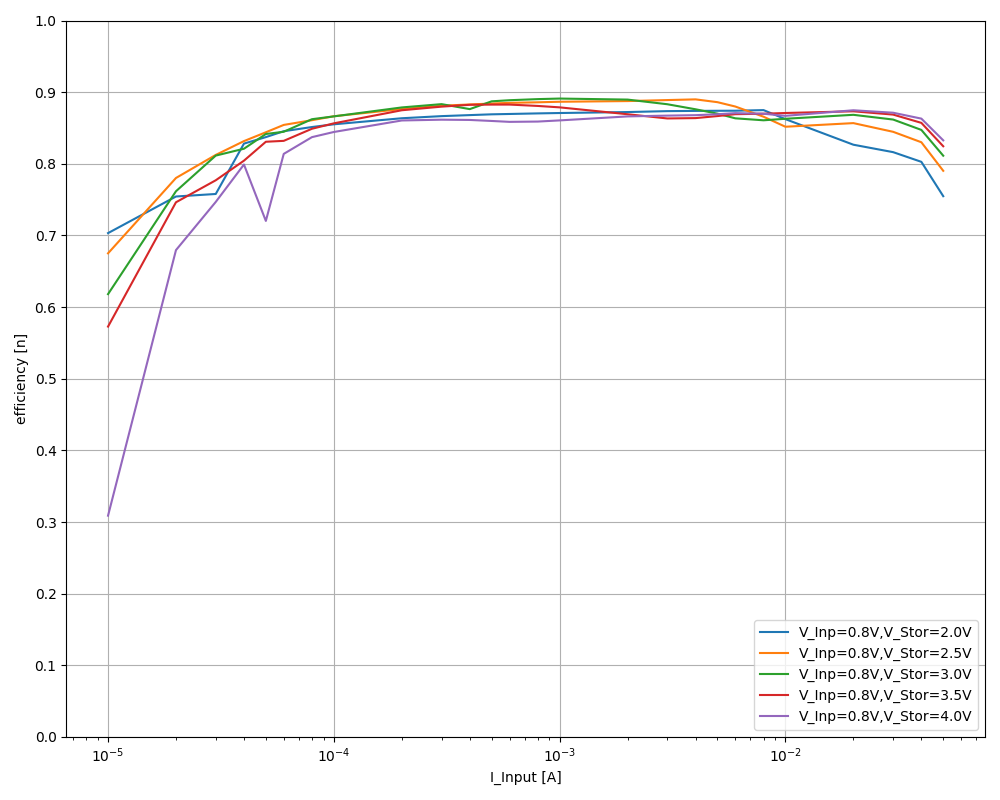 1.0
0.9
0.8
0.7
0.6
0.5
0.4
0.3
0.2
0.1
0.0
efficiency [n]
10⁻⁵ 10⁻⁴ 10⁻³ 10⁻²
I_Input [A]
V_Inp=0.8V,V_Stor=2.0V
V_Inp=0.8V,V_Stor=2.5V
V_Inp=0.8V,V_Stor=3.0V
V_Inp=0.8V,V_Stor=3.5V
V_Inp=0.8V,V_Stor=4.0V